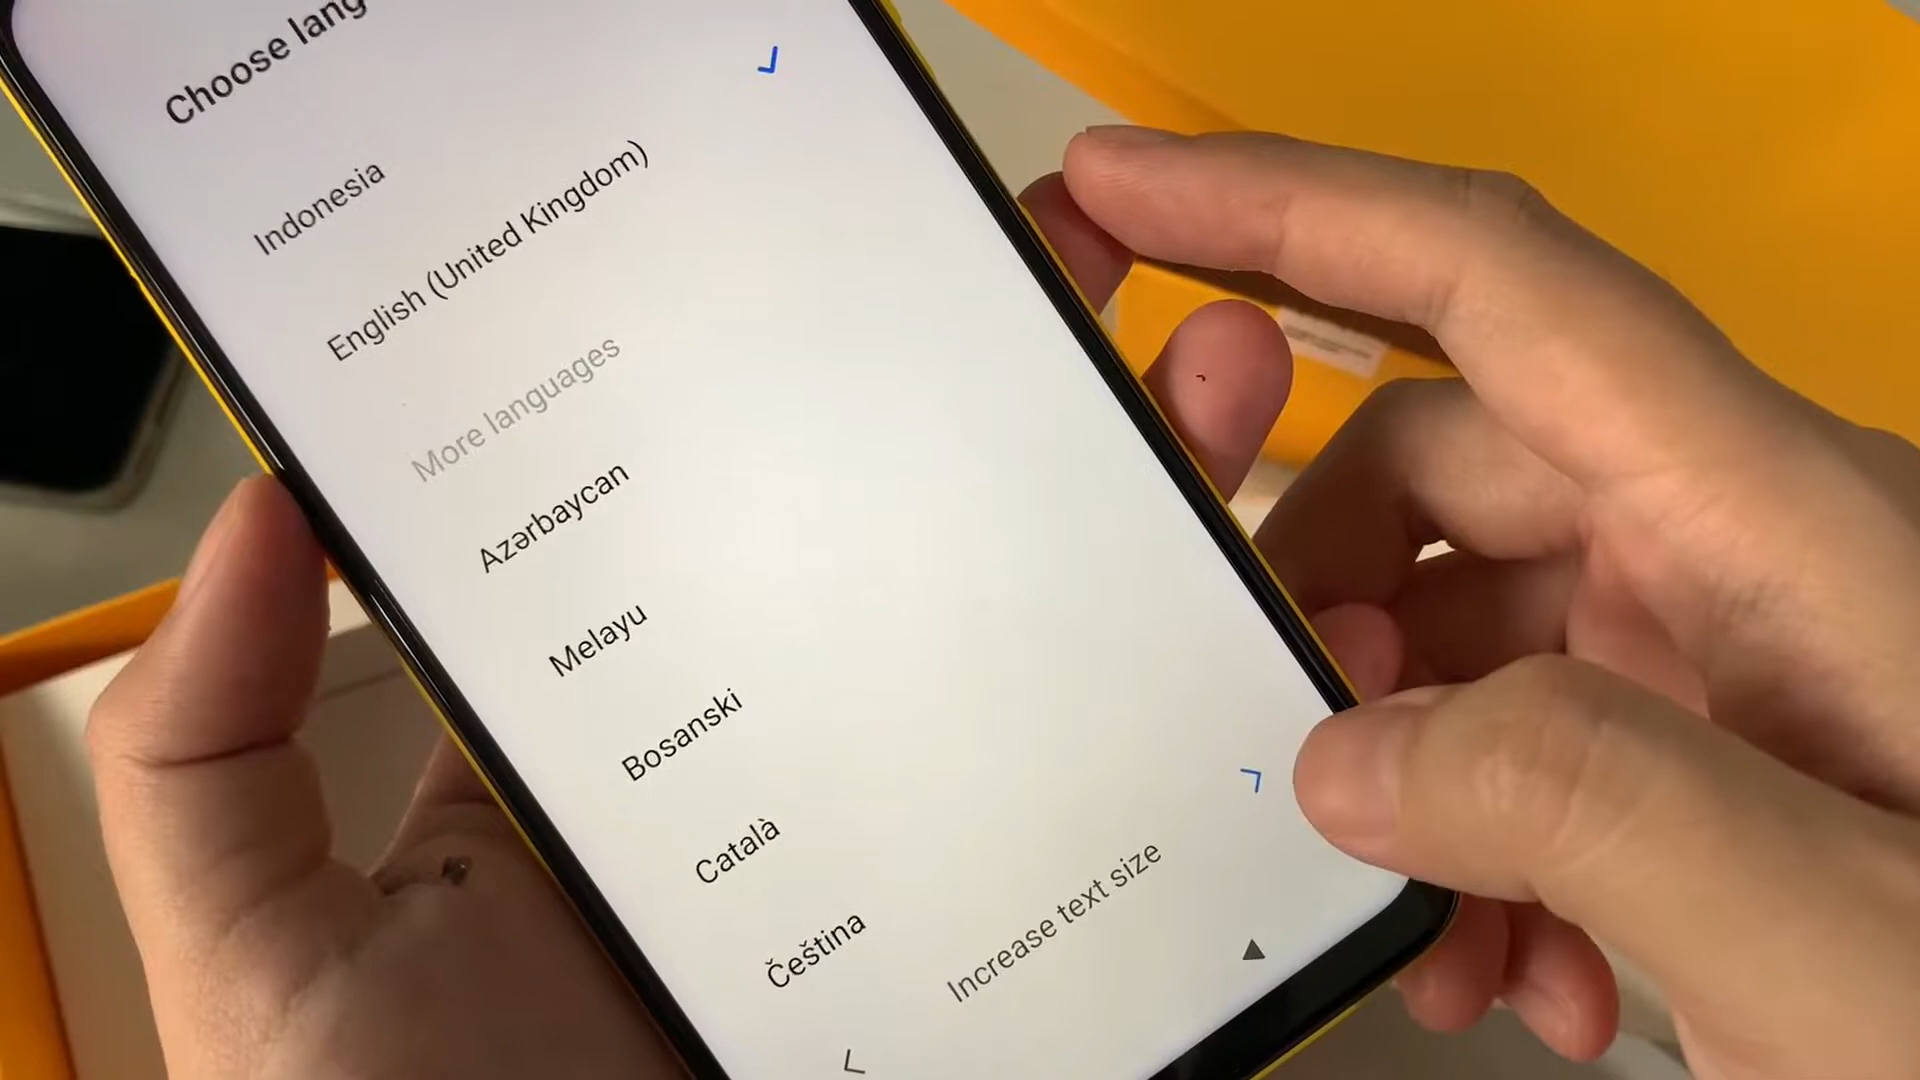 Choose lang
Indonesia
English (United Kingdom)
More languages
Azərbaycan
Melayu
Bosanski
Català
Čeština
Increase text size